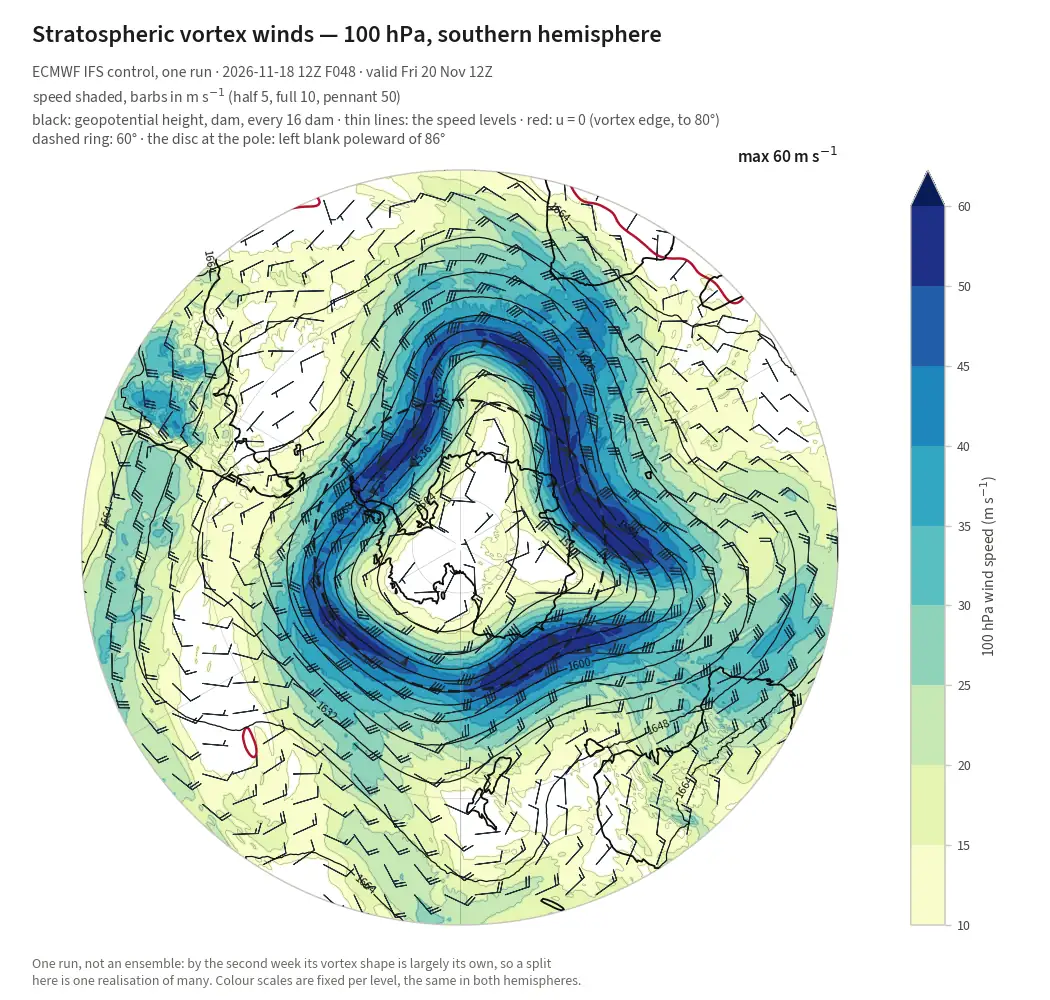 Stratospheric vortex winds — 100 hPa, southern hemisphere
ECMWF IFS control, one run · 2026-11-18 12Z F048 · valid Fri 20 Nov 12Z
speed shaded, barbs in m s⁻¹ (half 5, full 10, pennant 50)
black: geopotential height, dam, every 16 dam · thin lines: the speed levels · red: u = 0 (vortex edge, to 80°)
dashed ring: 60° · the disc at the pole: left blank poleward of 86°
max 60 m s⁻¹
60
50
45
40
35
30
25
20
15
10
100 hPa wind speed (m s⁻¹)
1664
1664
1536
1600
1632
1648
1664
1664
One run, not an ensemble: by the second week its vortex shape is largely its own, so a split
here is one realisation of many. Colour scales are fixed per level, the same in both hemispheres.